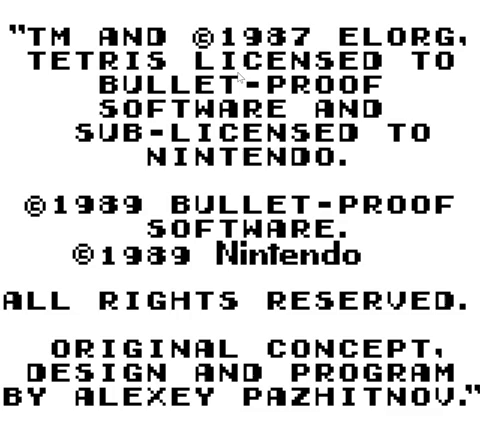 "TM AND ©1987 ELORG,
TETRIS LICENSED TO
BULLET-PROOF
SOFTWARE AND
SUB-LICENSED TO
NINTENDO.
©1989 BULLET-PROOF
SOFTWARE.
©1989 Nintendo
ALL RIGHTS RESERVED.
ORIGINAL CONCEPT,
DESIGN AND PROGRAM
BY ALEXEY PAZHITNOV."